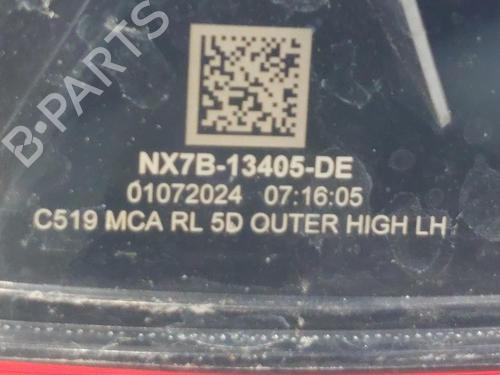 B-PARTS
NX7B-13405-DE
01072024 07:16:05
C519 MCA RL 5D OUTER HIGH LH